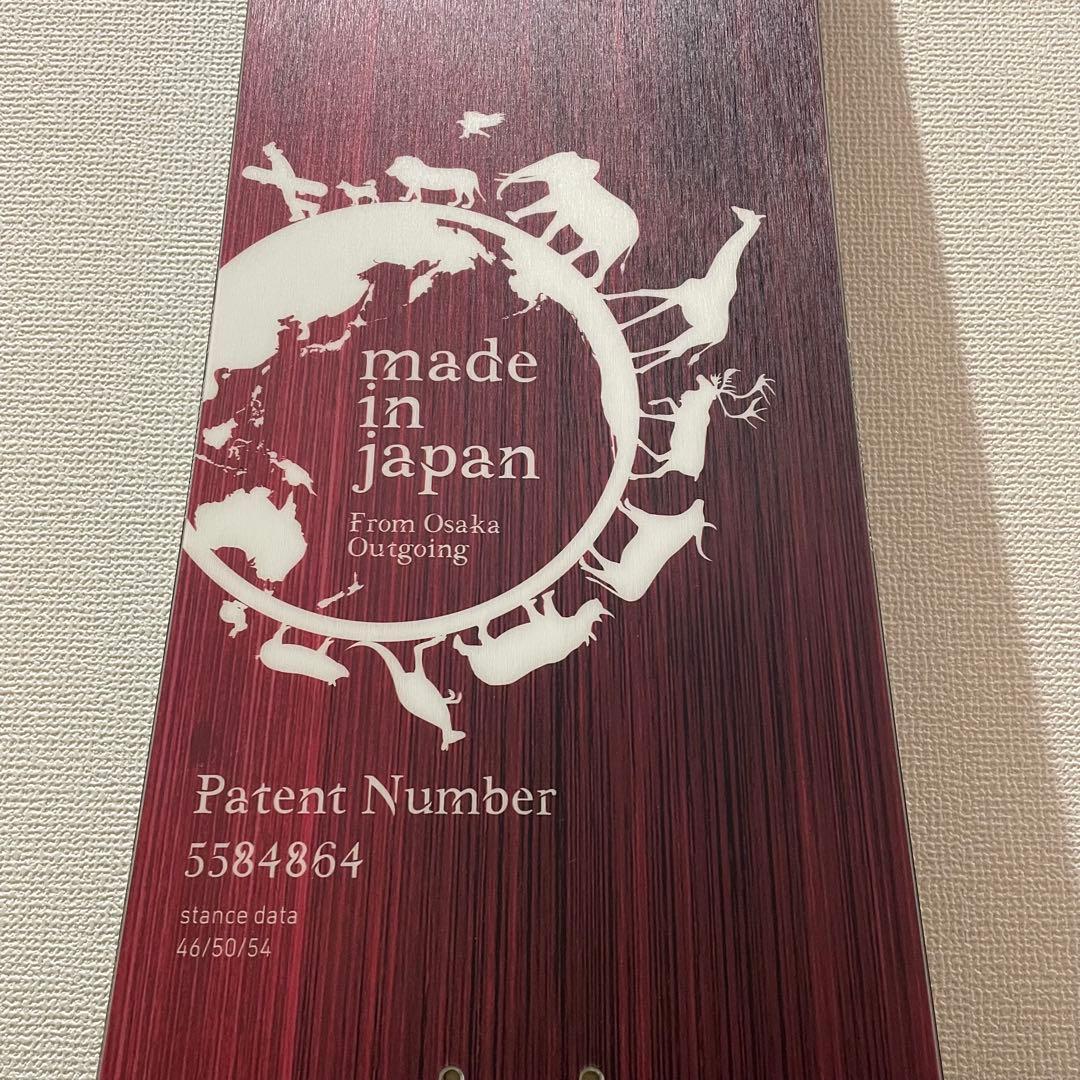 made
in
japan
From Osaka
Outgoing
Patent Number
5584864
stance data
46/50/54